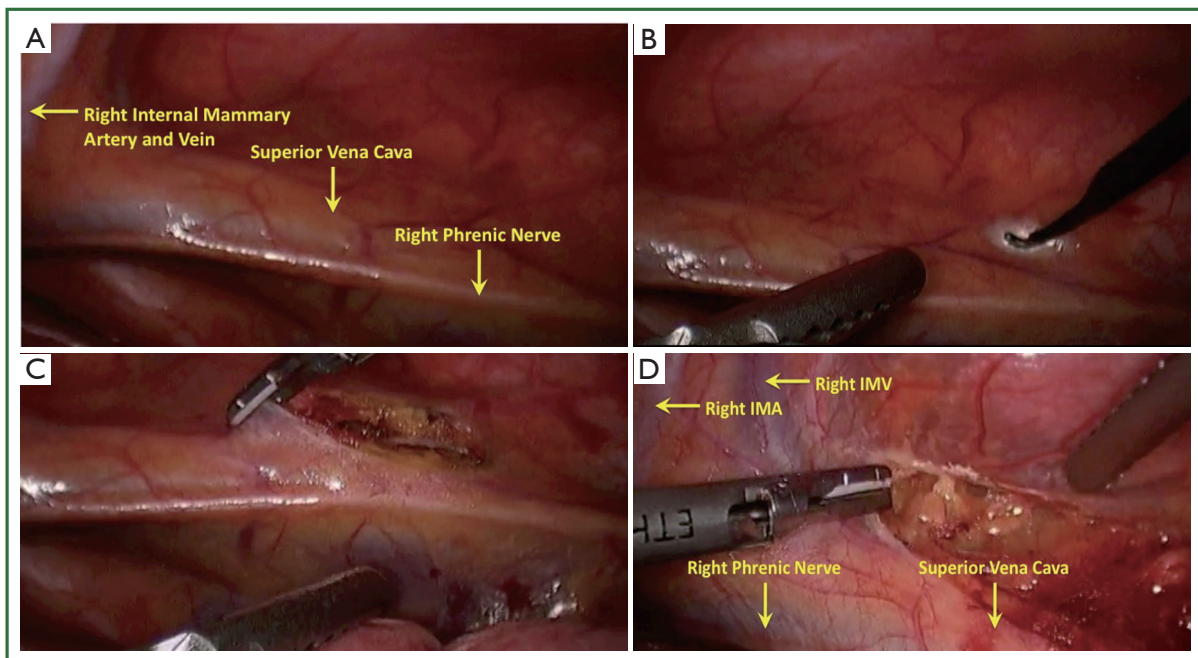 A
Right Internal Mammary
Artery and Vein
Superior Vena Cava
Right Phrenic Nerve
B
C
D
Right IMV
Right IMA
ETH
Right Phrenic Nerve
Superior Vena Cava